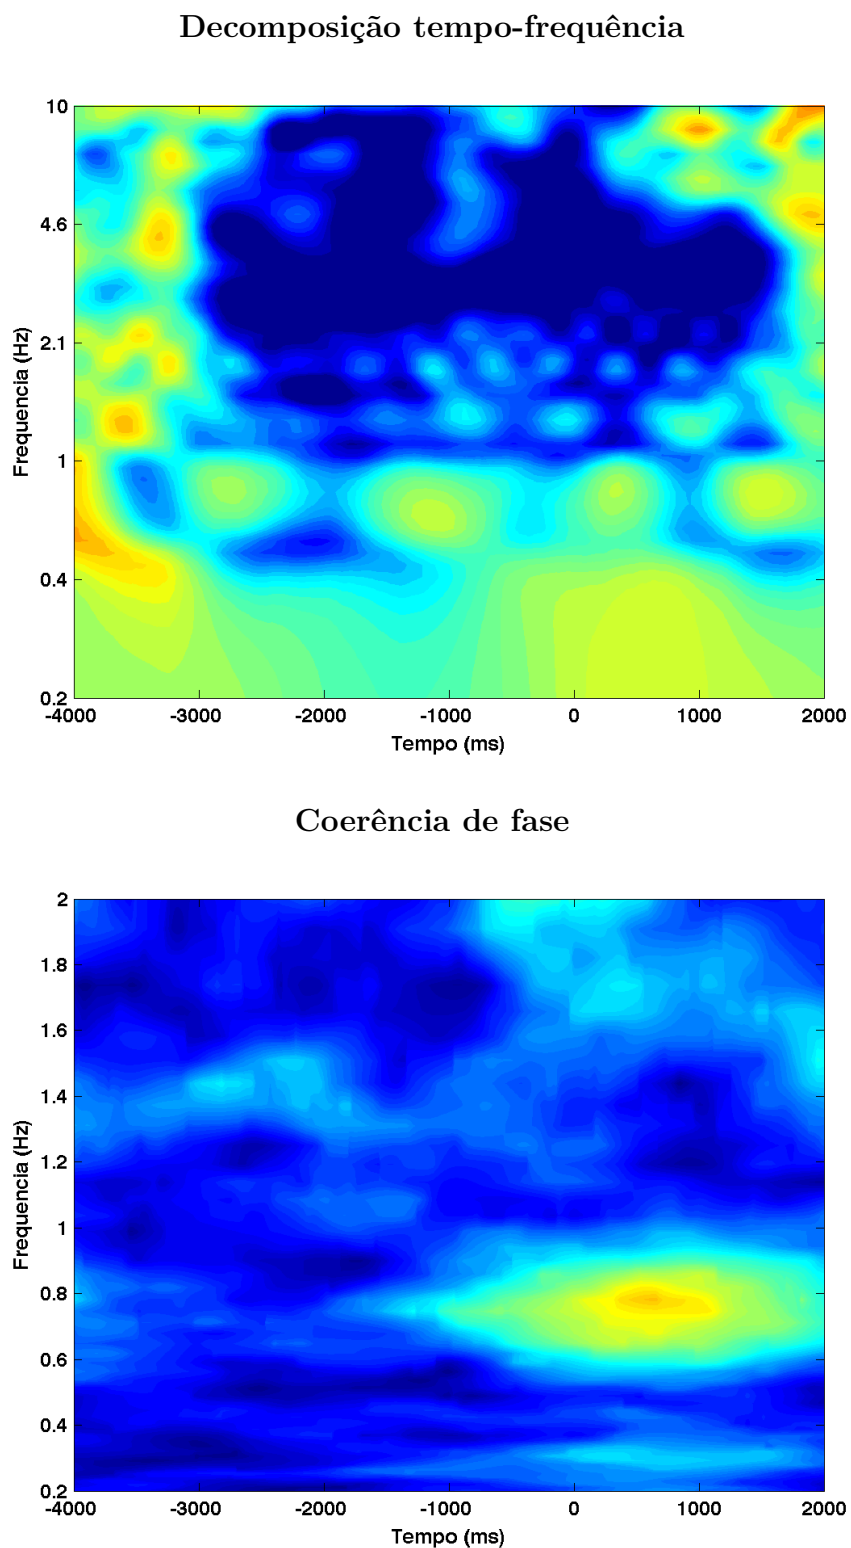 Decomposição tempo-frequência
10
4.6
2.1
1
0.4
0.2
Frequencia (Hz)
-4000 -3000 -2000 -1000 0 1000 2000
Tempo (ms)
Coerência de fase
2
1.8
1.6
1.4
1.2
1
0.8
0.6
0.4
0.2
Frequencia (Hz)
-4000 -3000 -2000 -1000 0 1000 2000
Tempo (ms)